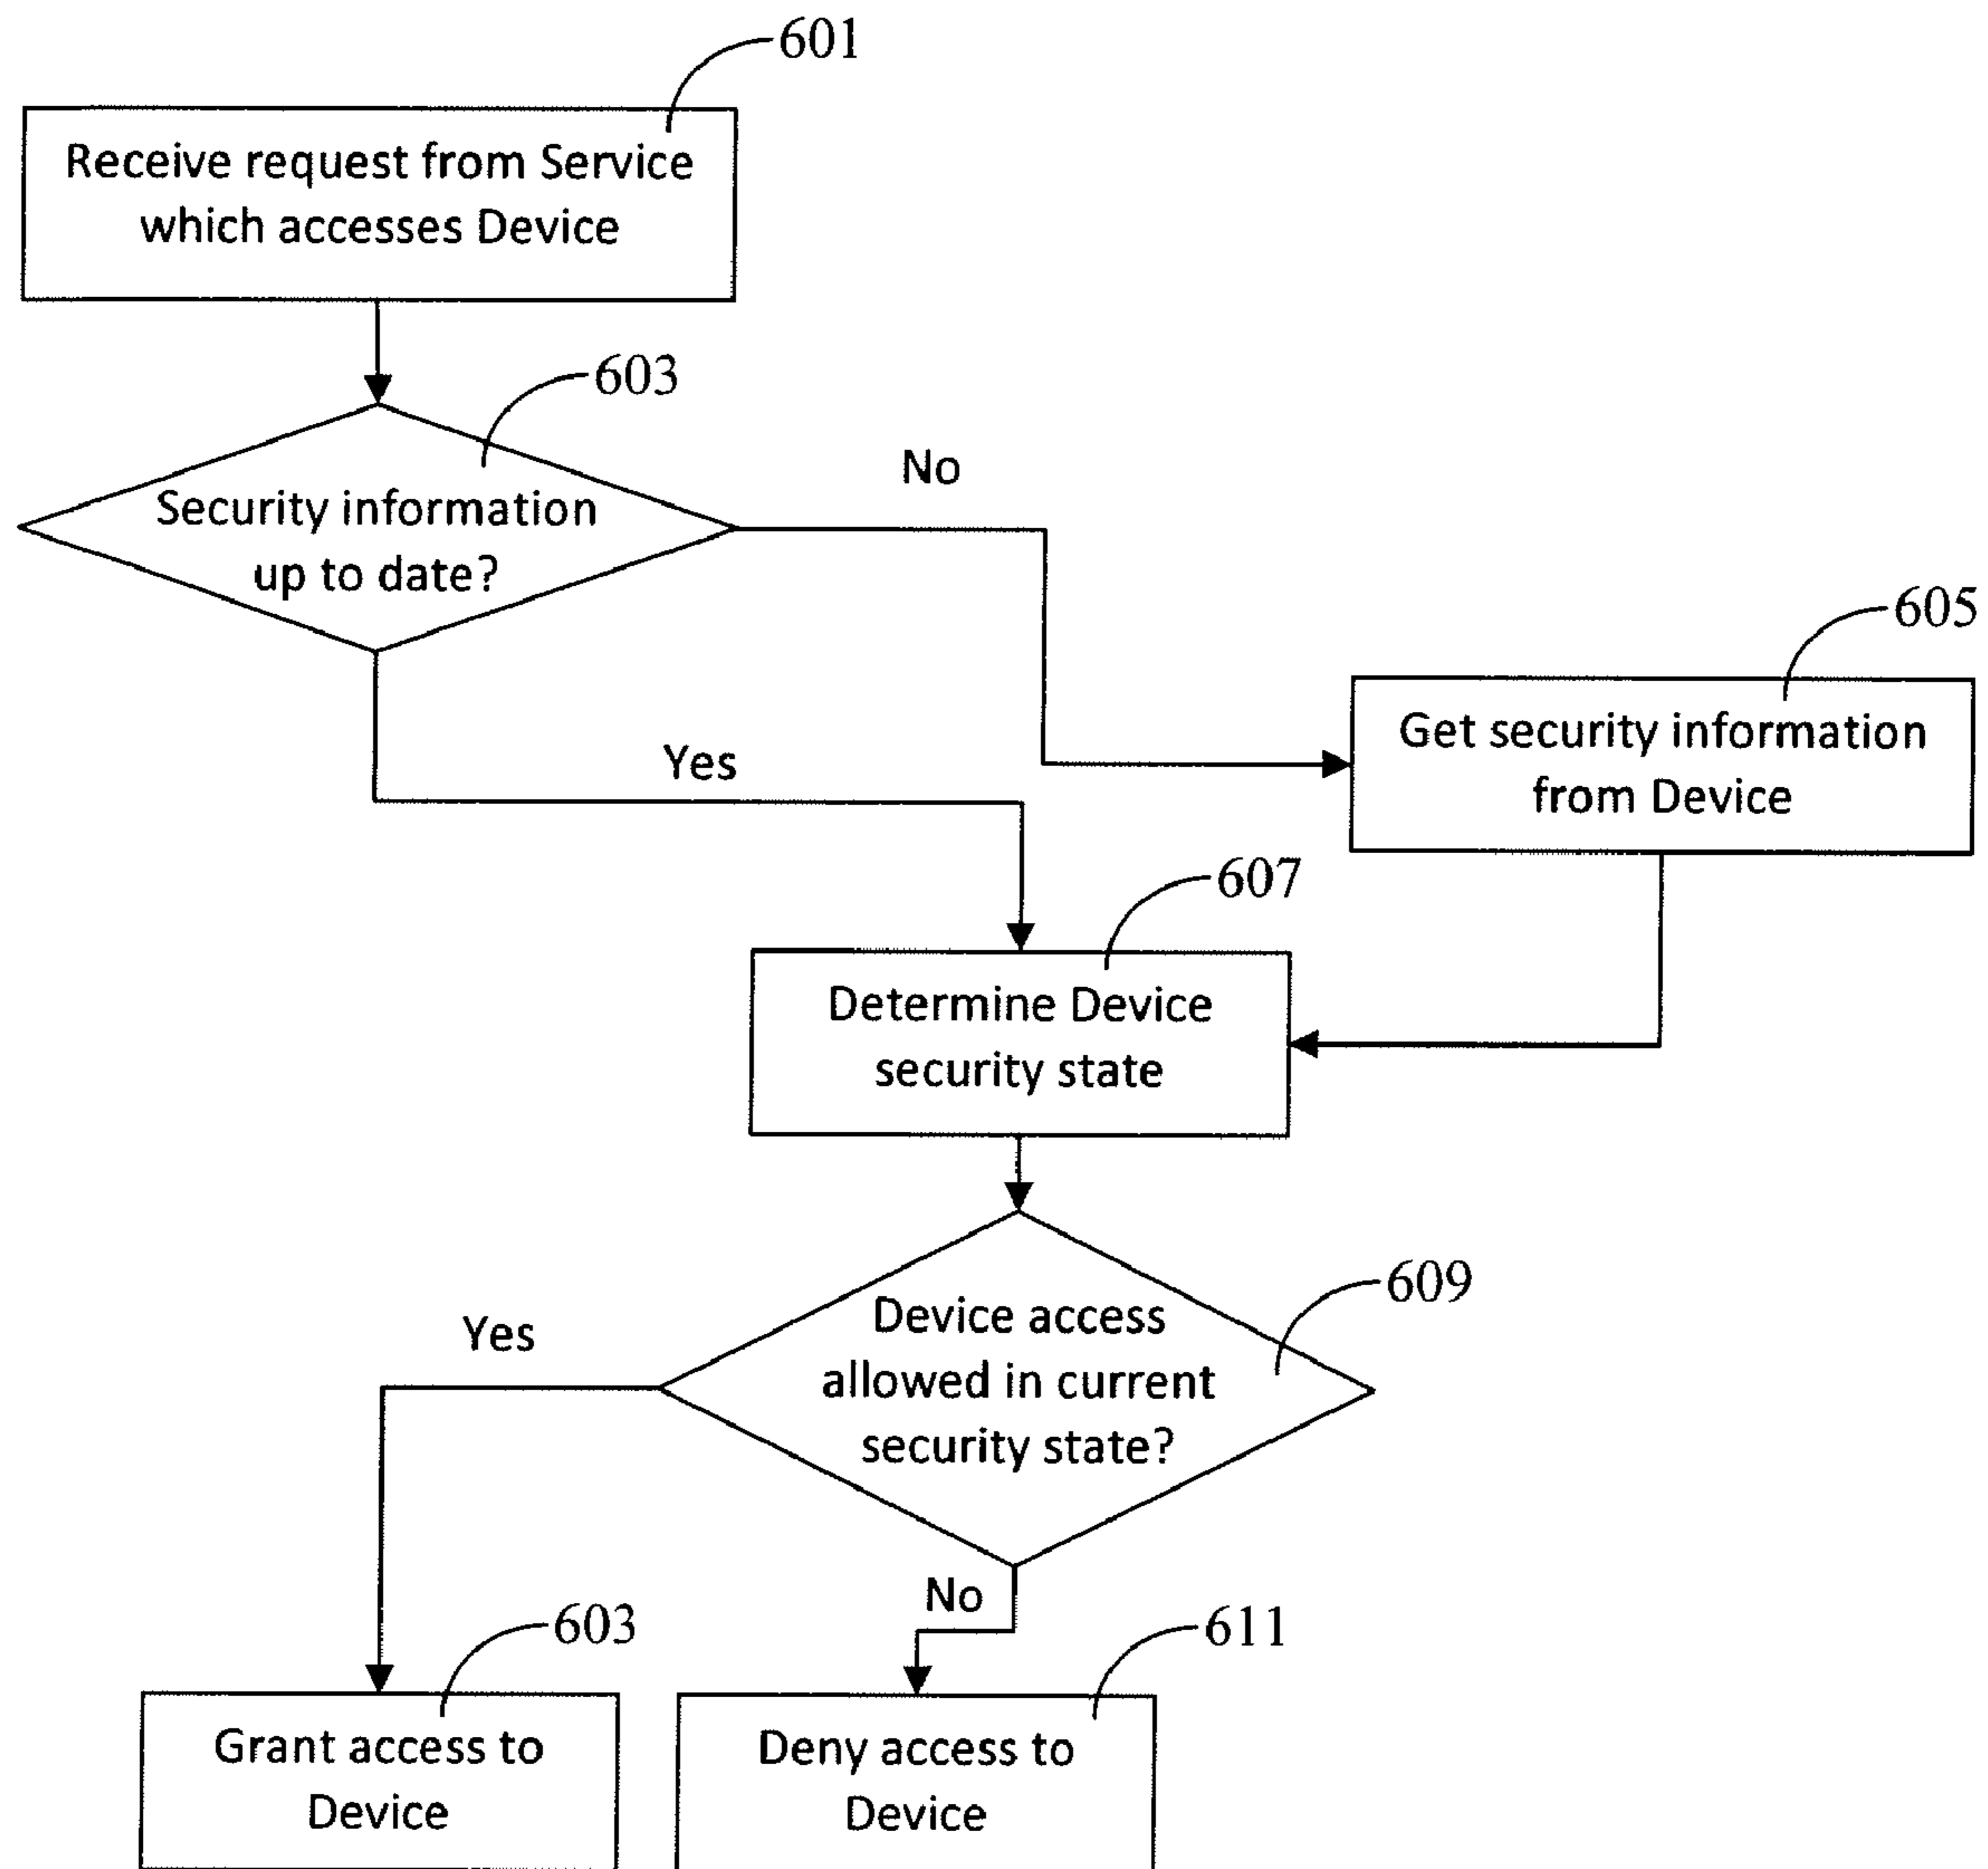 601
Receive request from Service
which accesses Device
603
Security information
up to date?
No
Yes
605
Get security information
from Device
607
Determine Device
security state
609
Device access
allowed in current
security state?
Yes
No
603
Grant access to
Device
611
Deny access to
Device